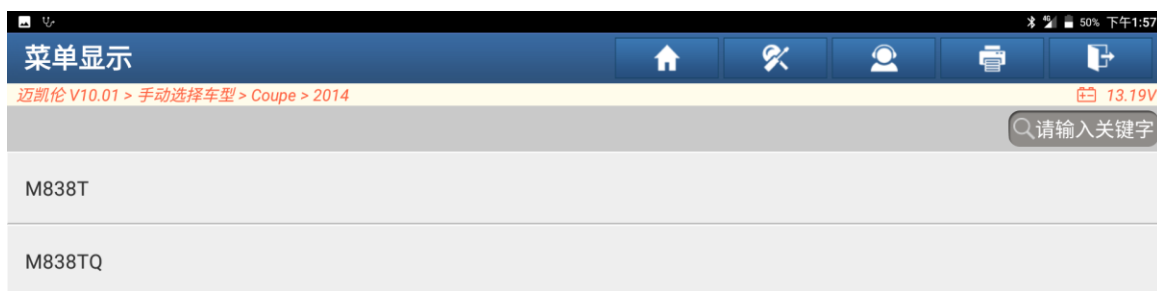 4G 50% 下午1:57
菜单显示
迈凯伦 V10.01 > 手动选择车型 > Coupe > 2014 13.19V
请输入关键字
M838T
M838TQ